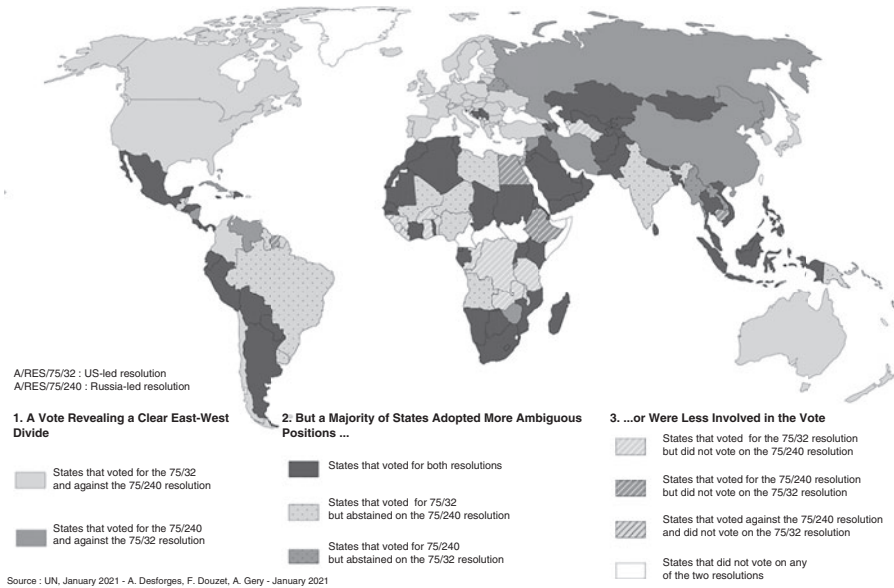 A/RES/75/32 : US-led resolution
A/RES/75/240 : Russia-led resolution
1. A Vote Revealing a Clear East-West
Divide
States that voted for the 75/32
and against the 75/240 resolution
States that voted for the 75/240
and against the 75/32 resolution
2. But a Majority of States Adopted More Ambiguous
Positions ...
States that voted for both resolutions
States that voted for 75/32
but abstained on the 75/240 resolution
States that voted for 75/240
but abstained on the 75/32 resolution
3. ...or Were Less Involved in the Vote
States that voted for the 75/32 resolution
but did not vote on the 75/240 resolution
States that voted for the 75/240 resolution
but did not vote on the 75/32 resolution
States that voted against the 75/240 resolution
and did not vote on the 75/32 resolution
States that did not vote on any
of the two resolutions
Source : UN, January 2021 - A. Desforges, F. Douzet, A. Gery - January 2021